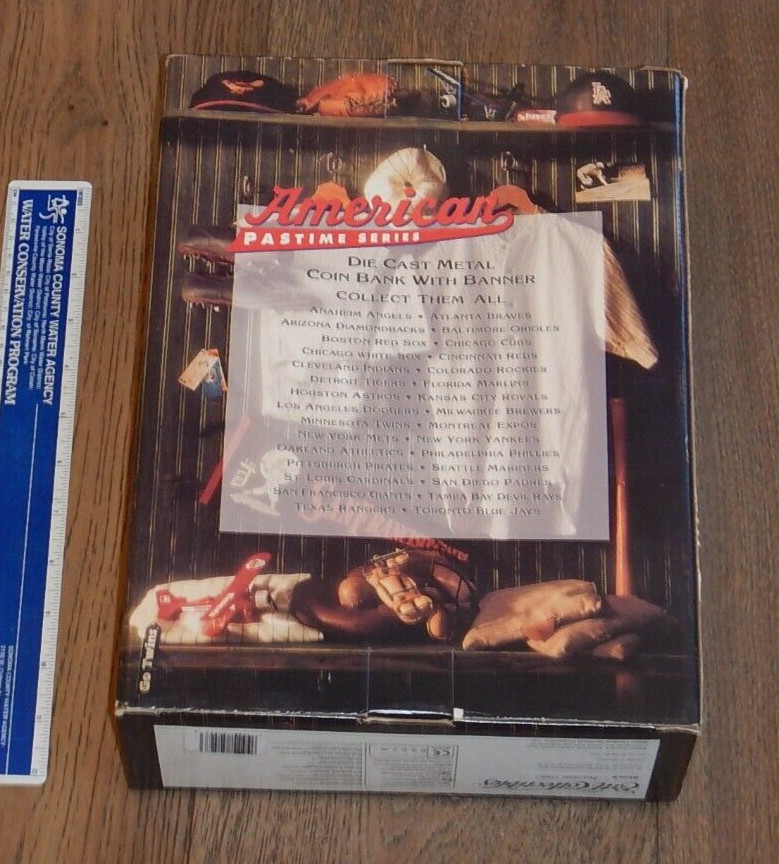 LA
American
PASTIME SERIES
DIE CAST METAL
COIN BANK WITH BANNER
COLLECT THEM ALL
ANAHEIM ANGELS • ATLANTA BRAVES
ARIZONA DIAMONDBACKS • BALTIMORE ORIOLES
BOSTON RED SOX • CHICAGO CUBS
CHICAGO WHITE SOX • CINCINNATI REDS
CLEVELAND INDIANS • COLORADO ROCKIES
DETROIT TIGERS • FLORIDA MARLINS
HOUSTON ASTROS • KANSAS CITY ROYALS
LOS ANGELES DODGERS • MILWAUKEE BREWERS
MINNESOTA TWINS • MONTREAL EXPOS
NEW YORK METS • NEW YORK YANKEES
OAKLAND ATHLETICS • PHILADELPHIA PHILLIES
PITTSBURGH PIRATES • SEATTLE MARINERS
ST. LOUIS CARDINALS • SAN DIEGO PADRES
SAN FRANCISCO GIANTS • TAMPA BAY DEVIL RAYS
TEXAS RANGERS • TORONTO BLUE JAYS
Go Twins
SONOMA COUNTY WATER AGENCY
WATER CONSERVATION PROGRAM